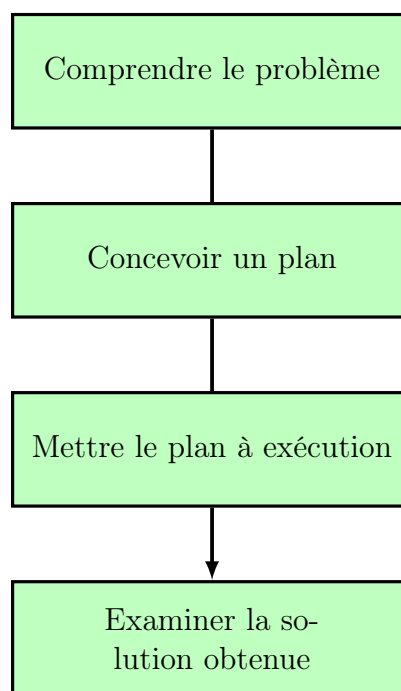 Comprendre le problème
Concevoir un plan
Mettre le plan à exécution
Examiner la so-
lution obtenue